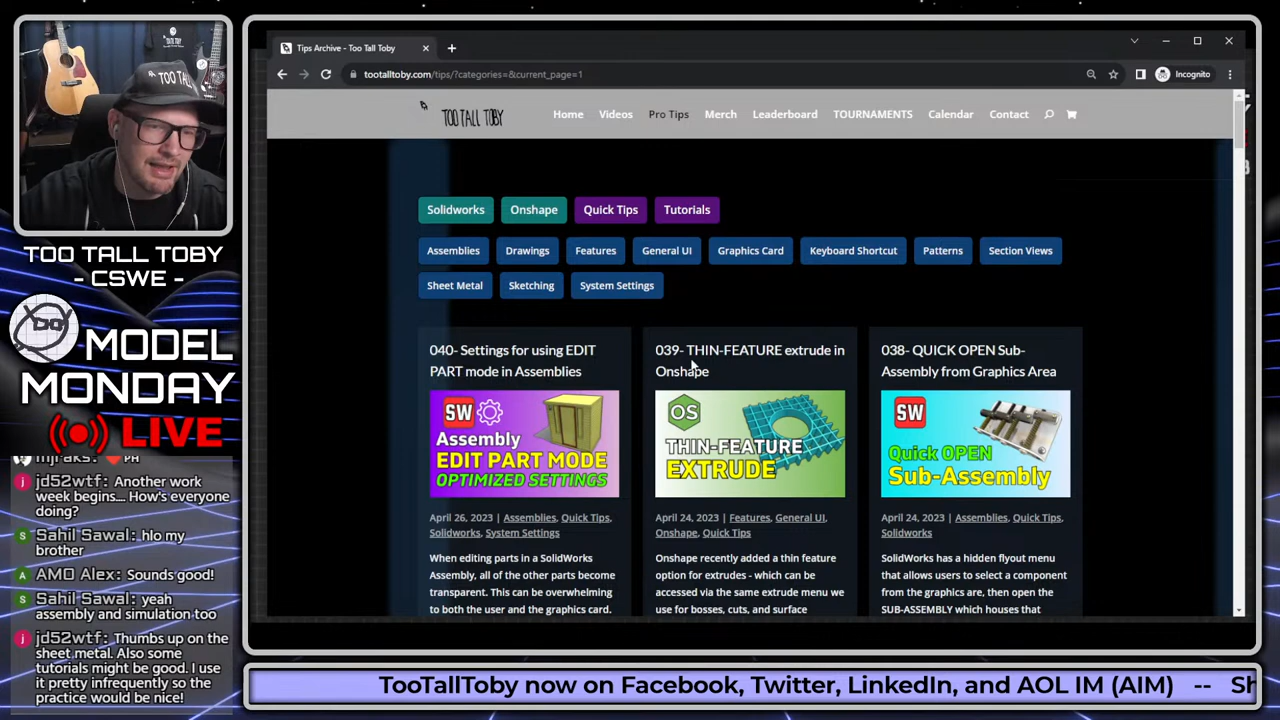 Tips Archive - Too Tall Toby
tootalltoby.com/tips/?categories=&current_page=1
Incognito
TOO TALL TOBY
Home
Videos
Pro Tips
Merch
Leaderboard
TOURNAMENTS
Calendar
Contact
Solidworks
Onshape
Quick Tips
Tutorials
Assemblies
Drawings
Features
General UI
Graphics Card
Keyboard Shortcut
Patterns
Section Views
Sheet Metal
Sketching
System Settings
040- Settings for using EDIT
PART mode in Assemblies
SW
Assembly
EDIT PART MODE
OPTIMIZED SETTINGS
April 26, 2023 | Assemblies, Quick Tips,
Solidworks, System Settings
When editing parts in a SolidWorks
Assembly, all of the other parts become
transparent. This can be overwhelming
to both the user and the graphics card.
039- THIN-FEATURE extrude in
Onshape
OS
THIN-FEATURE
EXTRUDE
April 24, 2023 | Features, General UI,
Onshape, Quick Tips
Onshape recently added a thin feature
option for extrudes - which can be
accessed via the same extrude menu we
use for bosses, cuts, and surface
038- QUICK OPEN Sub-
Assembly from Graphics Area
SW
Quick OPEN
Sub-Assembly
April 24, 2023 | Assemblies, Quick Tips,
Solidworks
SolidWorks has a hidden flyout menu
that allows users to select a component
from the graphics are, then open the
SUB-ASSEMBLY which houses that
TOO TALL
TOO TALL TOBY
- CSWE -
MODEL
MONDAY
LIVE
mjraks: PH
jd52wtf: Another work
week begins.... How's everyone
doing?
Sahil Sawal: hlo my
brother
AMO Alex: Sounds good!
Sahil Sawal: yeah
assembly and simulation too
jd52wtf: Thumbs up on the
sheet metal. Also some
tutorials might be good. I use
it pretty infrequently so the
practice would be nice!
TooTallToby now on Facebook, Twitter, LinkedIn, and AOL IM (AIM) -- Sh